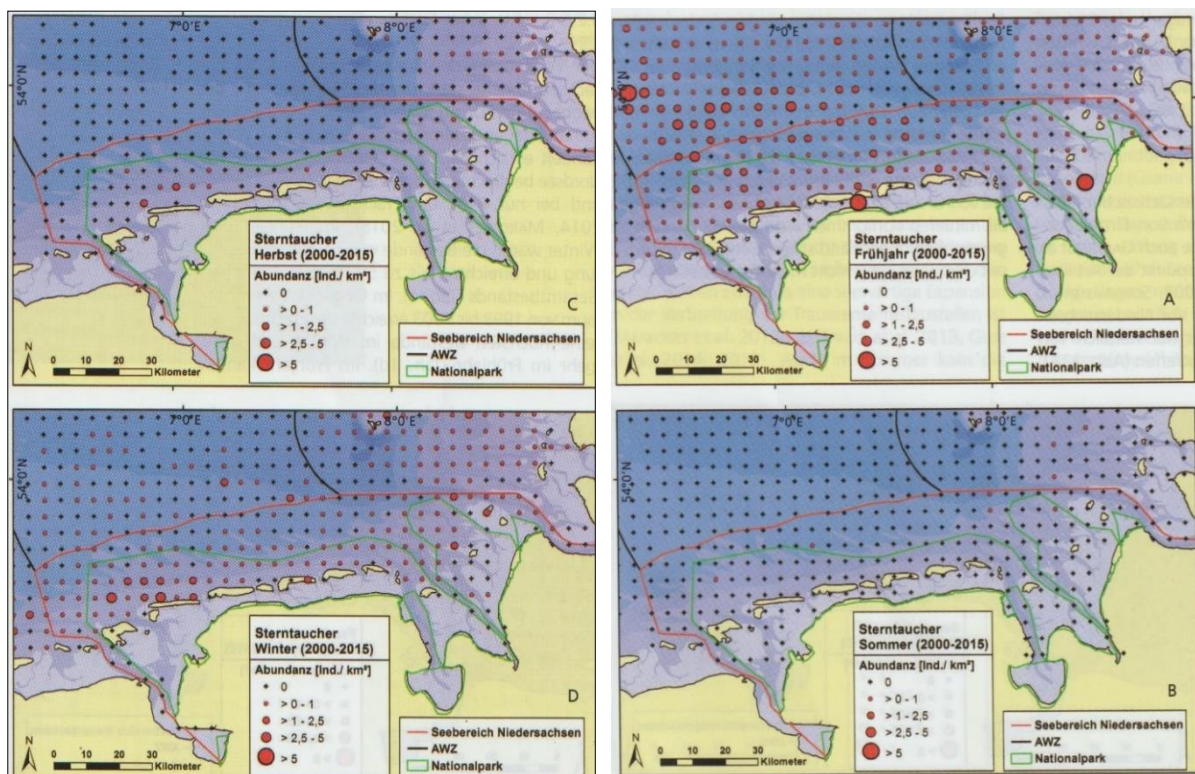 7°0'E
8°0'E
54°0'N
Sterntaucher
Herbst (2000-2015)
Abundanz [Ind./ km²]
0
> 0 - 1
> 1 - 2,5
> 2,5 - 5
> 5
C
Seebereich Niedersachsen
AWZ
Nationalpark
N
0 10 20 30
Kilometer
7°0'E
8°0'E
54°0'N
Sterntaucher
Frühjahr (2000-2015)
Abundanz [Ind./ km²]
0
> 0 - 1
> 1 - 2,5
> 2,5 - 5
> 5
A
Seebereich Niedersachsen
AWZ
Nationalpark
N
0 10 20 30
Kilometer
7°0'E
8°0'E
54°0'N
Sterntaucher
Winter (2000-2015)
Abundanz [Ind./ km²]
0
> 0 - 1
> 1 - 2,5
> 2,5 - 5
> 5
D
Seebereich Niedersachsen
AWZ
Nationalpark
N
0 10 20 30
Kilometer
7°0'E
8°0'E
54°0'N
Sterntaucher
Sommer (2000-2015)
Abundanz [Ind./ km²]
0
> 0 - 1
> 1 - 2,5
> 2,5 - 5
> 5
B
Seebereich Niedersachsen
AWZ
Nationalpark
N
0 10 20 30
Kilometer